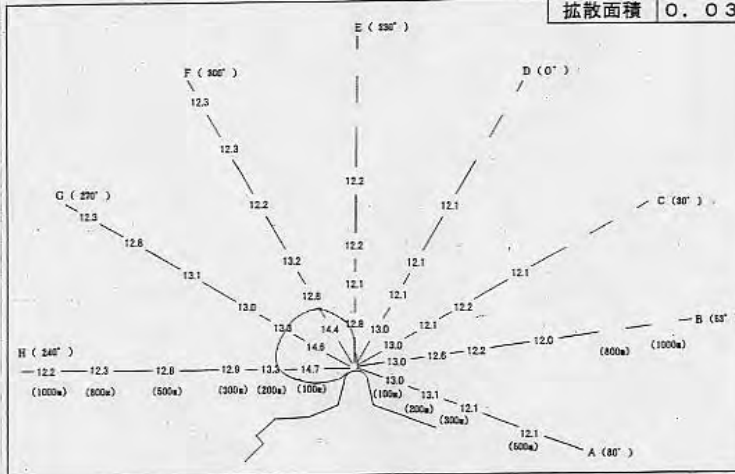 拡散面積 0.03
E (330°)
F (300°)
D (0°)
12.3
12.3
12.2
12.1
G (270°)
12.2
C (30°)
12.3
12.8
12.2
13.2
12.1
12.1
13.1
12.1
12.1
12.2
13.0
12.8
12.8
12.1
B (53°
14.4
13.0
14.6
13.0
12.6
12.2
12.0
H (240°)
13.0
(800m)
(1000m)
12.2
12.3
12.8
12.9
13.3
14.7
13.0
(1000m)
(800m)
(500m)
(300m)
(200m)
(100m)
(100m)
13.1
(200m)
12.1
(300m)
12.1
(500m)
A (80°)